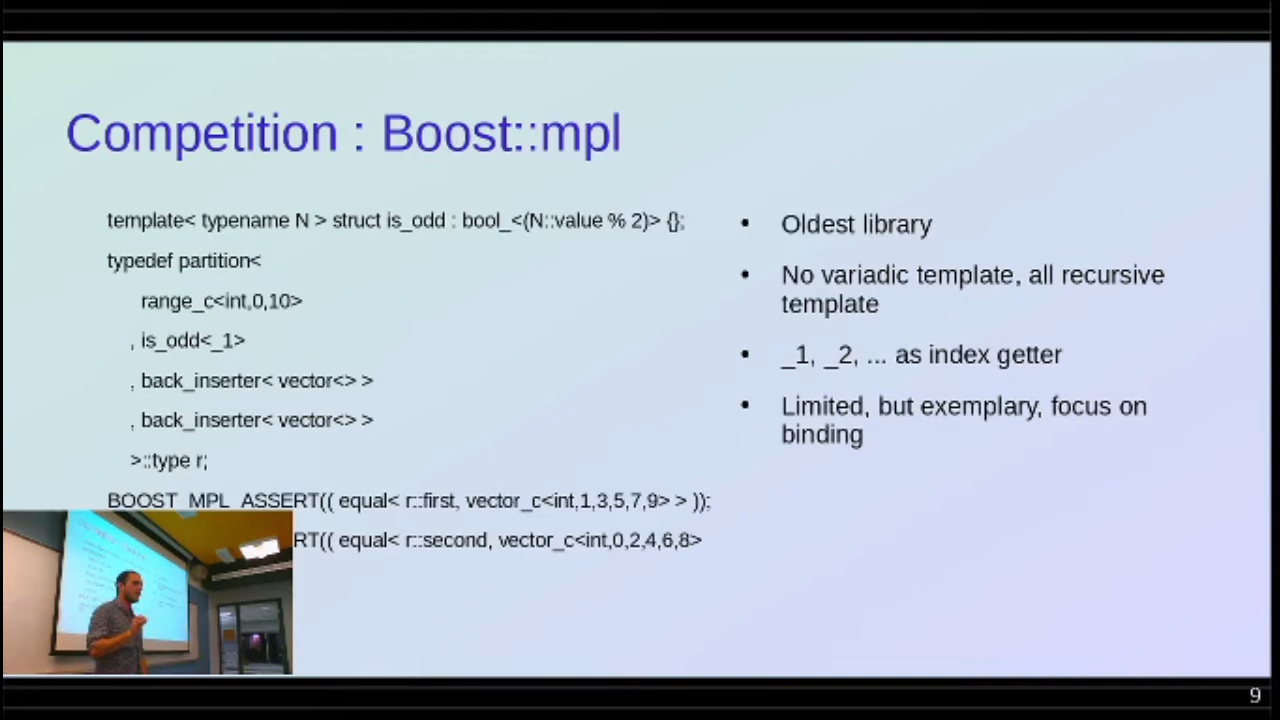 Competition : Boost::mpl
template< typename N > struct is_odd : bool_<(N::value % 2)> {};
typedef partition<
range_c<int,0,10>
, is_odd<_1>
, back_inserter< vector<> >
, back_inserter< vector<> >
>::type r;
BOOST_MPL_ASSERT(( equal< r::first, vector_c<int,1,3,5,7,9> > ));
RT(( equal< r::second, vector_c<int,0,2,4,6,8>
• Oldest library
• No variadic template, all recursive
template
• _1, _2, ... as index getter
• Limited, but exemplary, focus on
binding
9